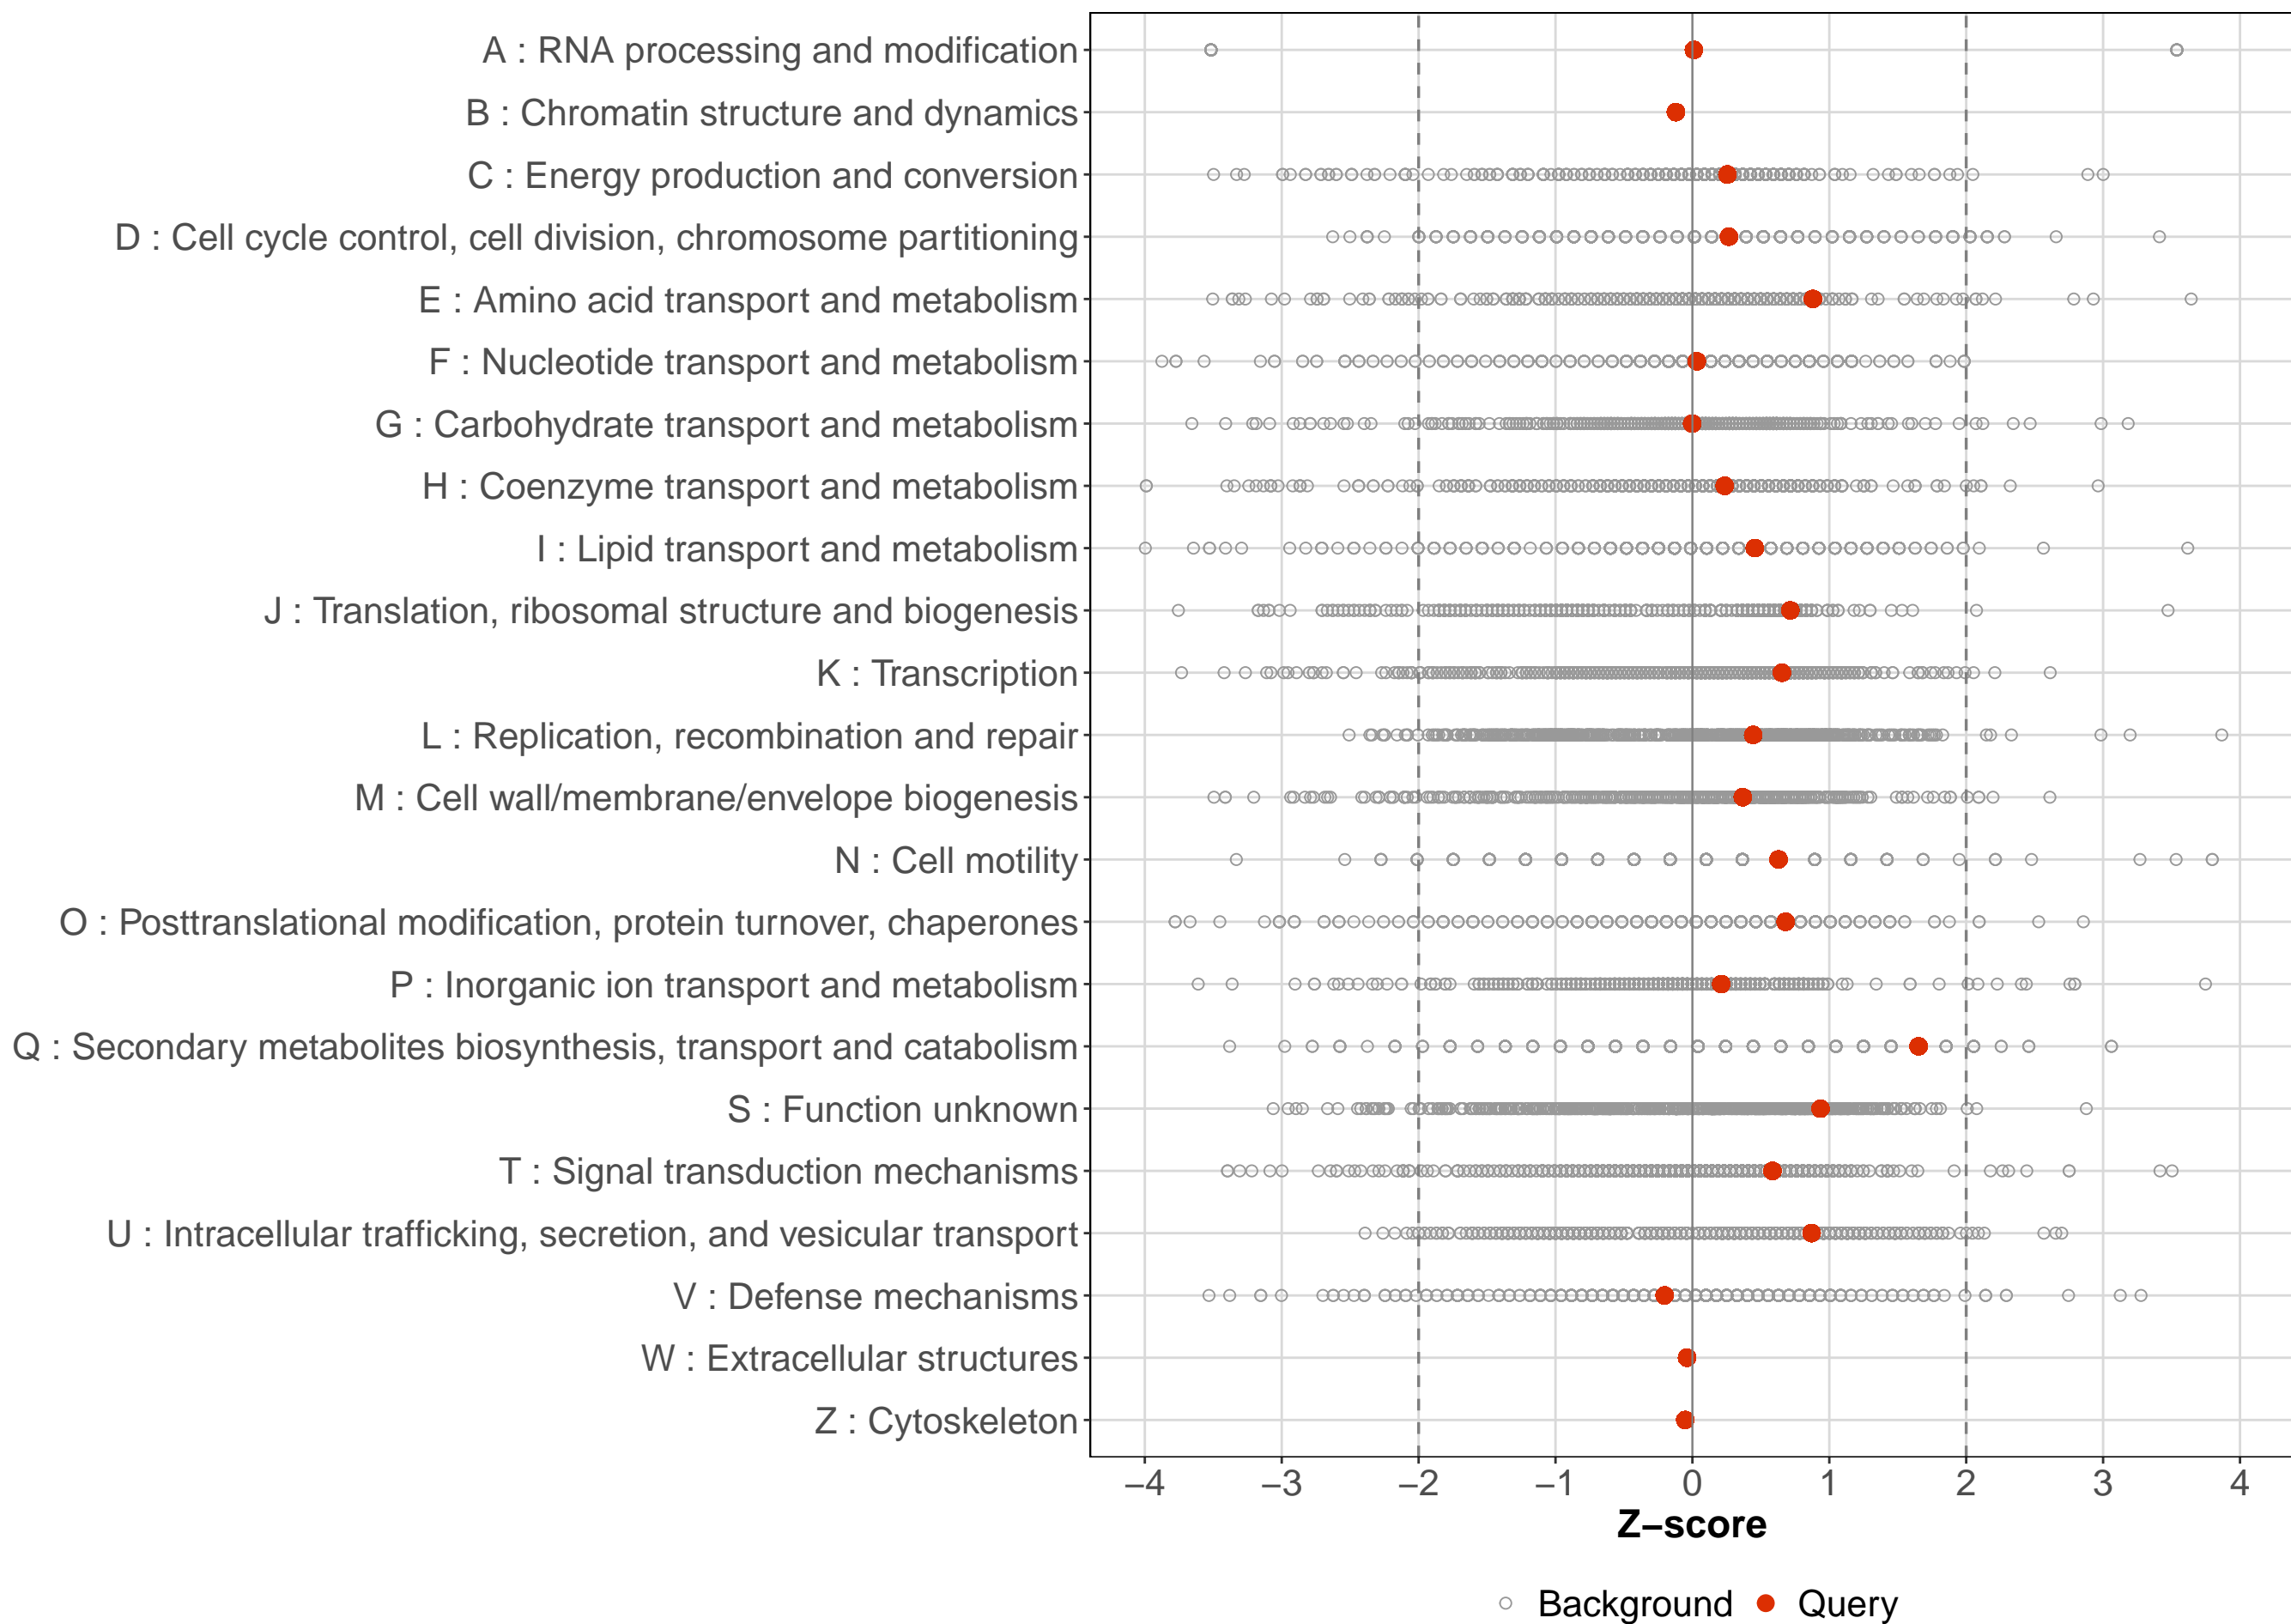 A : RNA processing and modification
B : Chromatin structure and dynamics
C : Energy production and conversion
D : Cell cycle control, cell division, chromosome partitioning
E : Amino acid transport and metabolism
F : Nucleotide transport and metabolism
G : Carbohydrate transport and metabolism
H : Coenzyme transport and metabolism
I : Lipid transport and metabolism
J : Translation, ribosomal structure and biogenesis
K : Transcription
L : Replication, recombination and repair
M : Cell wall/membrane/envelope biogenesis
N : Cell motility
O : Posttranslational modification, protein turnover, chaperones
P : Inorganic ion transport and metabolism
Q : Secondary metabolites biosynthesis, transport and catabolism
S : Function unknown
T : Signal transduction mechanisms
U : Intracellular trafficking, secretion, and vesicular transport
V : Defense mechanisms
W : Extracellular structures
Z : Cytoskeleton
−4 −3 −2 −1 0 1 2 3 4
Z−score
Background Query